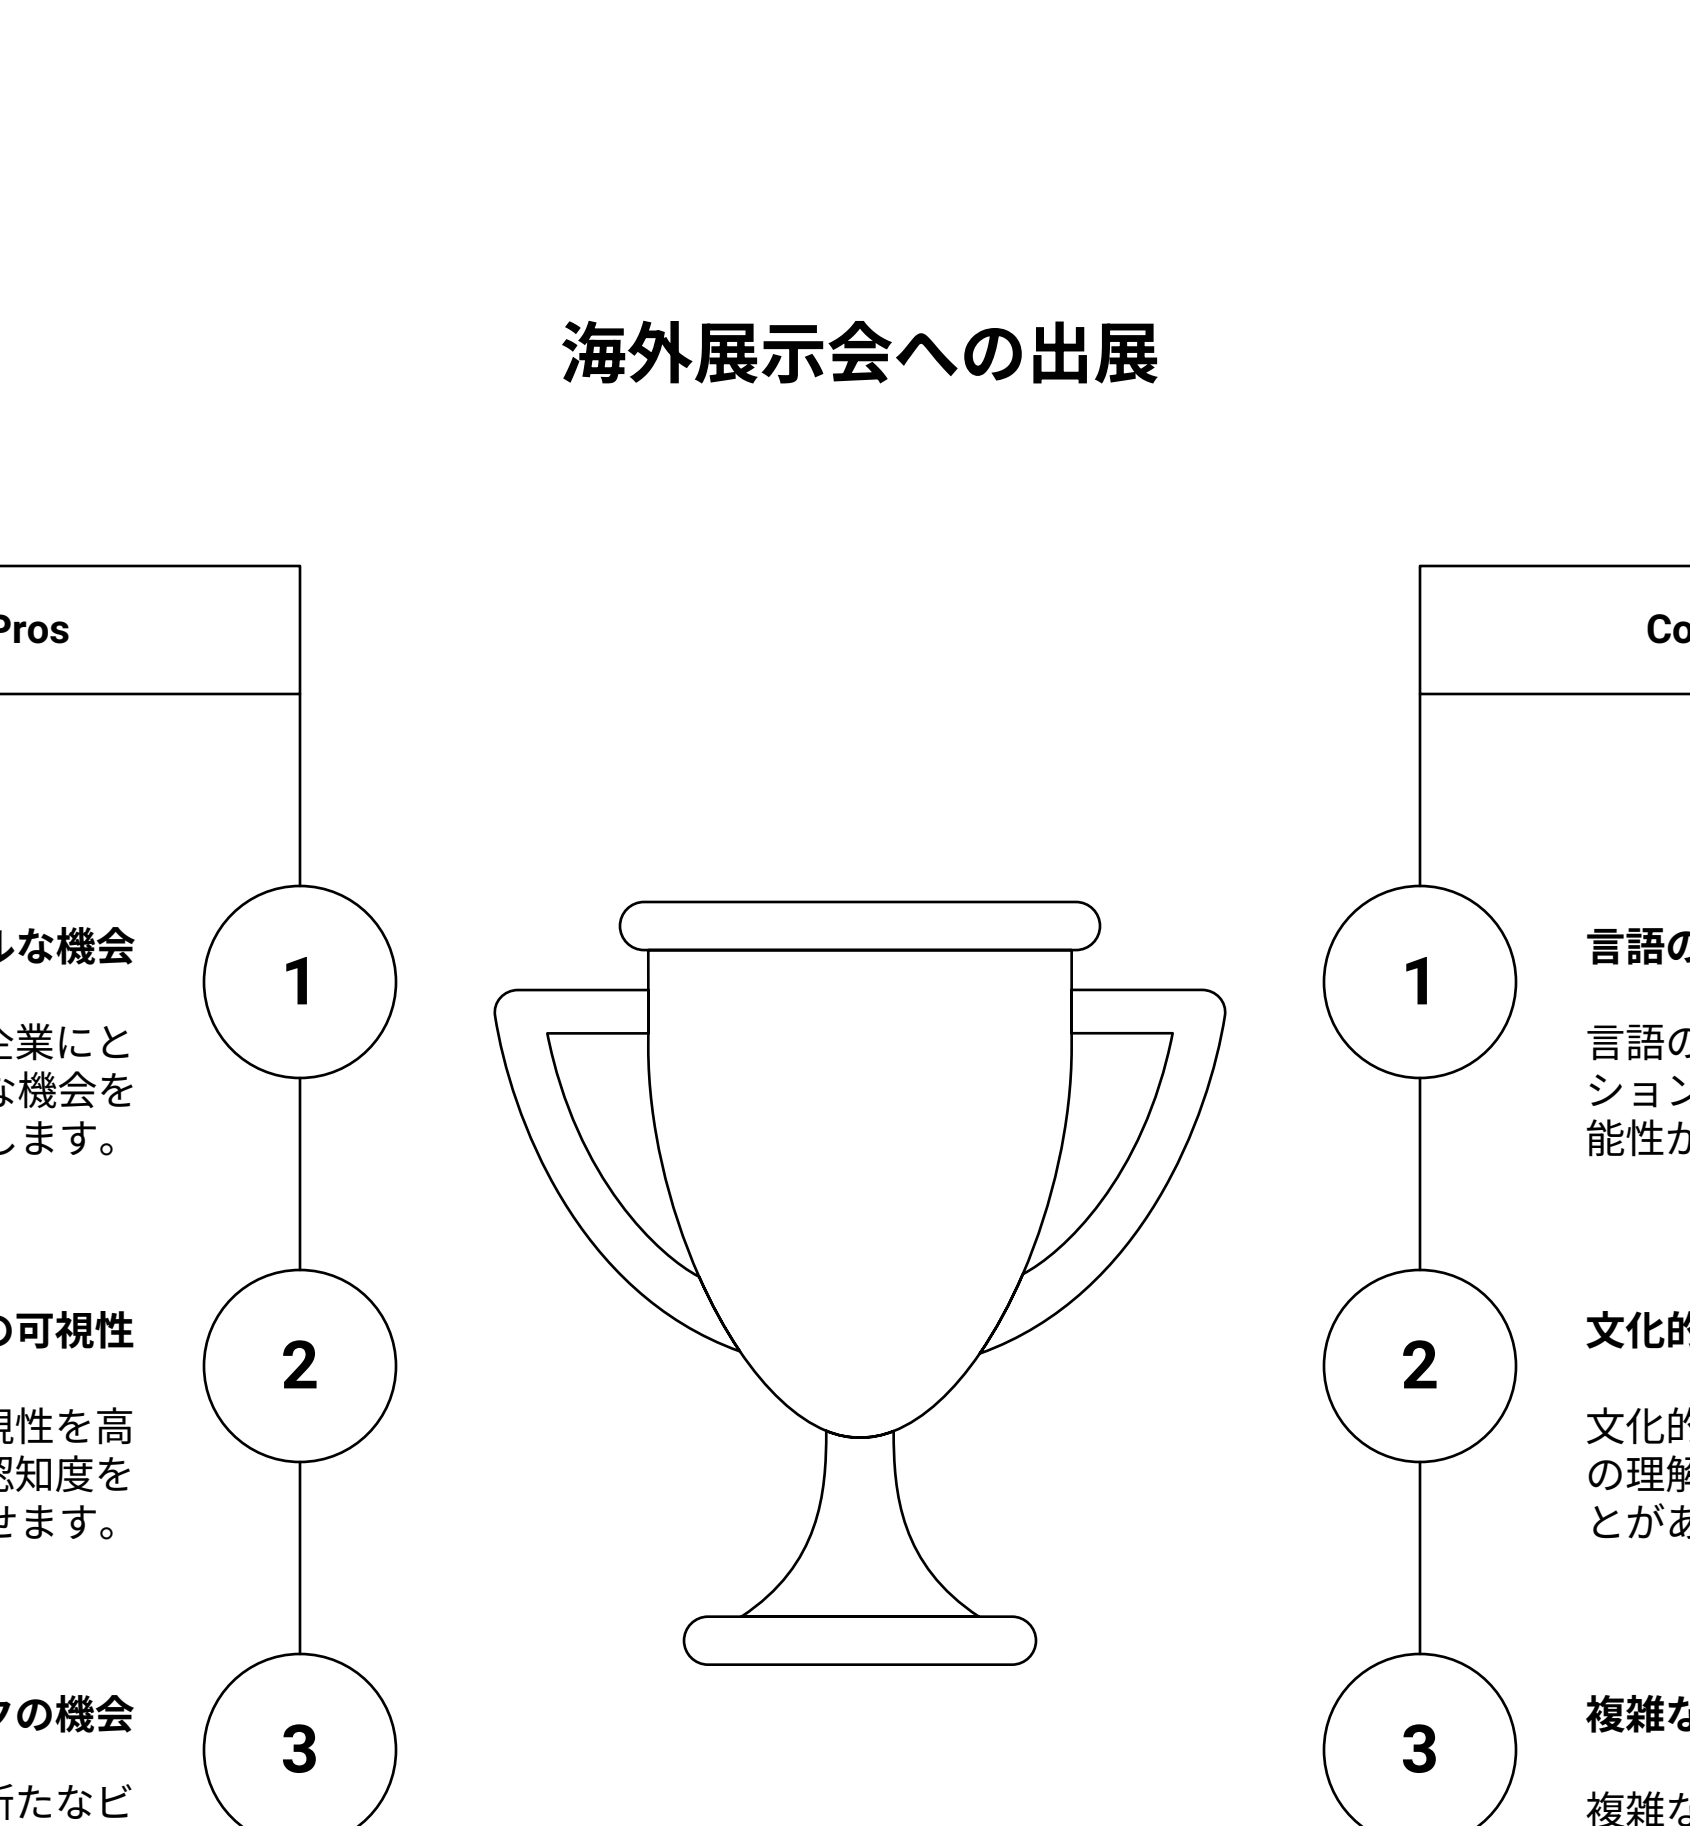 海外展示会への出展
Pros
ルな機会
1
企業にと
な機会を
します。
の可視性
2
視性を高
認知度を
せます。
クの機会
3
新たなビ
Co
1
言語の
言語の
ション
能性が
2
文化的
文化的
の理解
とがあ
3
複雑な
複雑な